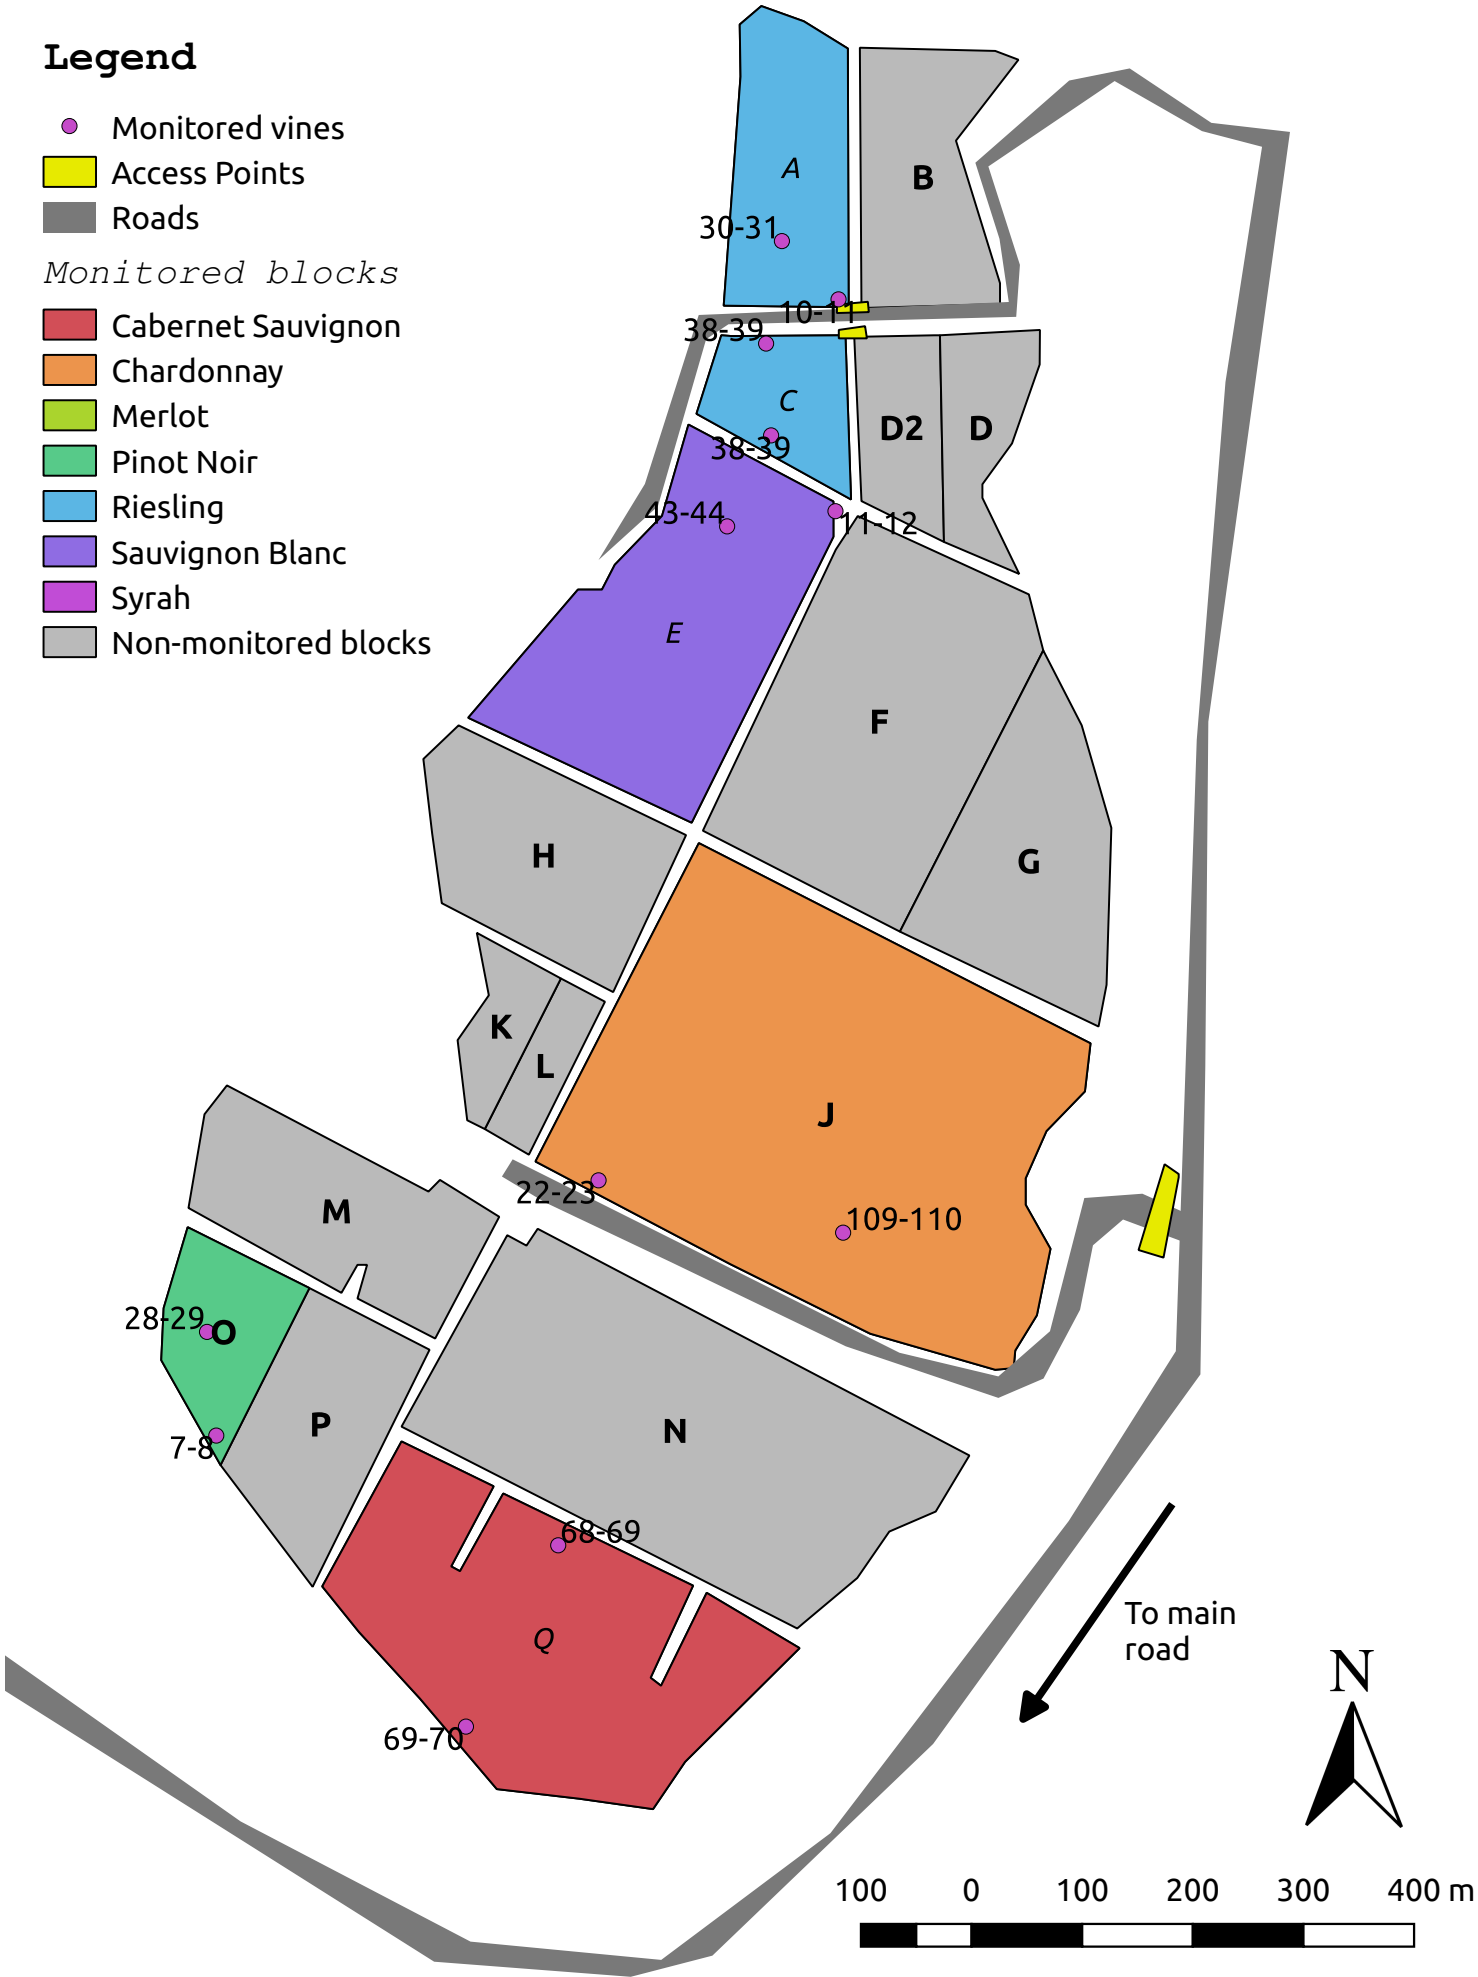 Legend
Monitored vines
Access Points
Roads
Monitored blocks
Cabernet Sauvignon
Chardonnay
Merlot
Pinot Noir
Riesling
Sauvignon Blanc
Syrah
Non-monitored blocks
A
B
30-31
10-11
38-39
C
D2
D
38-39
43-44
11-12
E
F
H
G
K
L
J
M
22-23
109-110
28-29
O
P
7-8
N
68-69
Q
69-70
To main
road
N
100 0 100 200 300 400 m